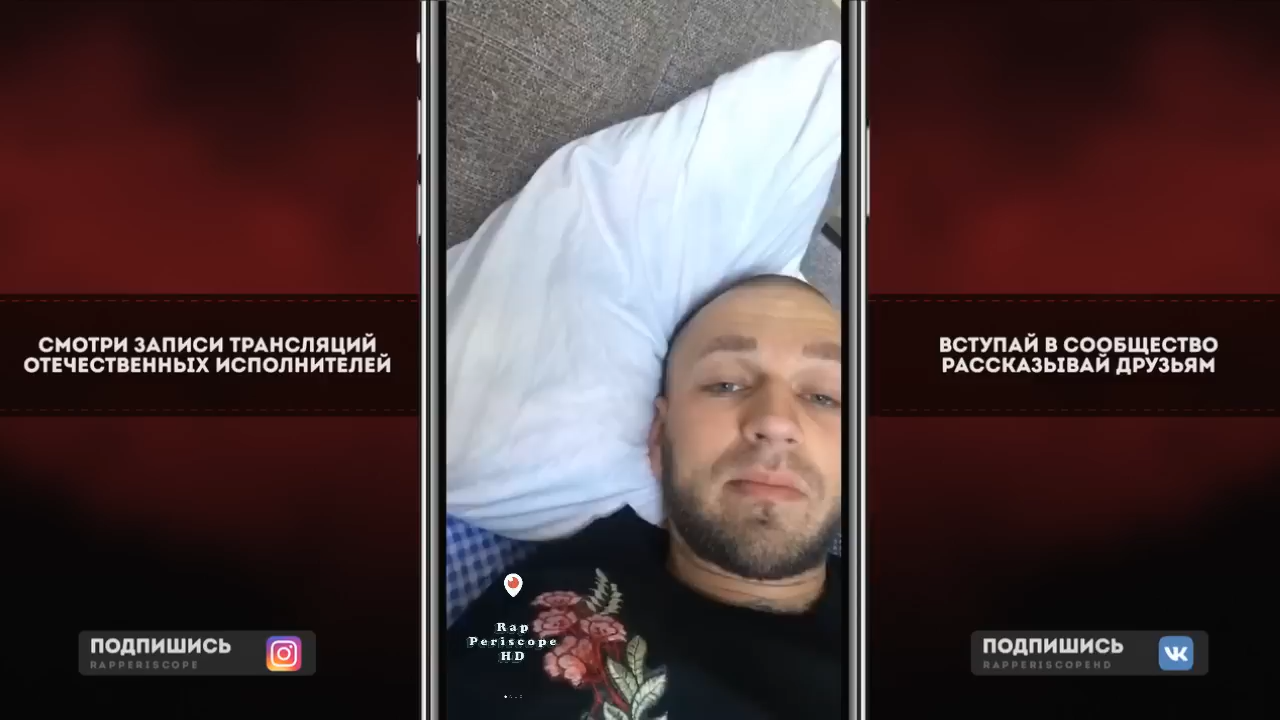 СМОТРИ ЗАПИСИ ТРАНСЛЯЦИЙ
ОТЕЧЕСТВЕННЫХ ИСПОЛНИТЕЛЕЙ
ВСТУПАЙ В СООБЩЕСТВО
РАССКАЗЫВАЙ ДРУЗЬЯМ
Rap
Periscope
HD
ПОДПИШИСЬ
RAPPERISCOPE
ПОДПИШИСЬ
RAPPERISCOPEHD